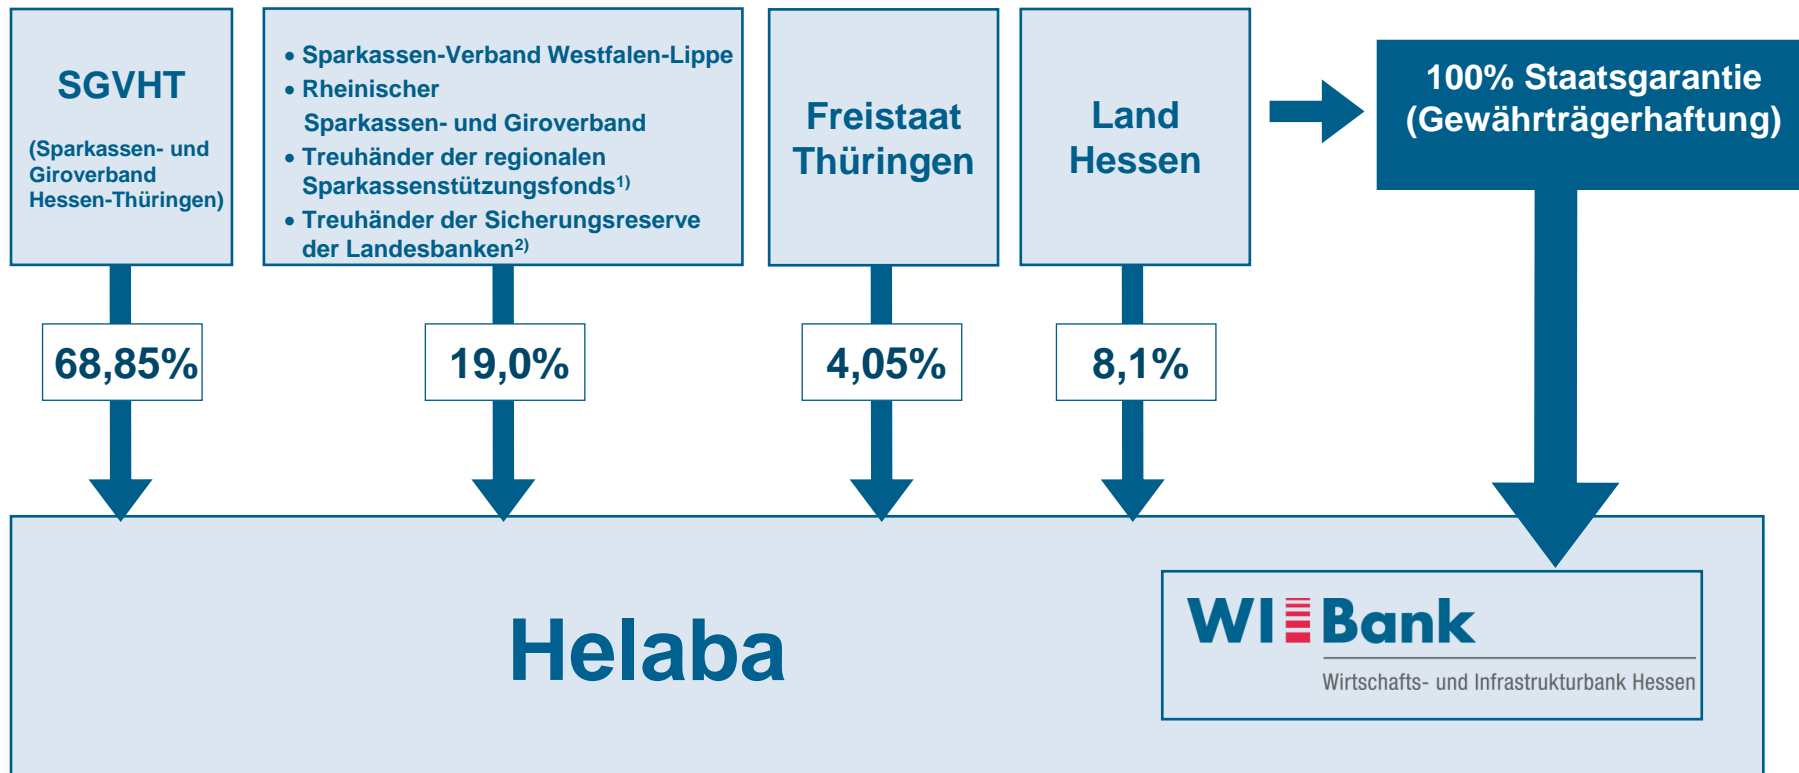 SGVHT
(Sparkassen- und
Giroverband
Hessen-Thüringen)
• Sparkassen-Verband Westfalen-Lippe
• Rheinischer
Sparkassen- und Giroverband
• Treuhänder der regionalen
Sparkassenstützungsfonds1)
• Treuhänder der Sicherungsreserve
der Landesbanken2)
Freistaat
Thüringen
Land
Hessen
100% Staatsgarantie
(Gewährträgerhaftung)
68,85%
19,0%
4,05%
8,1%
Helaba
WI Bank
Wirtschafts- und Infrastrukturbank Hessen